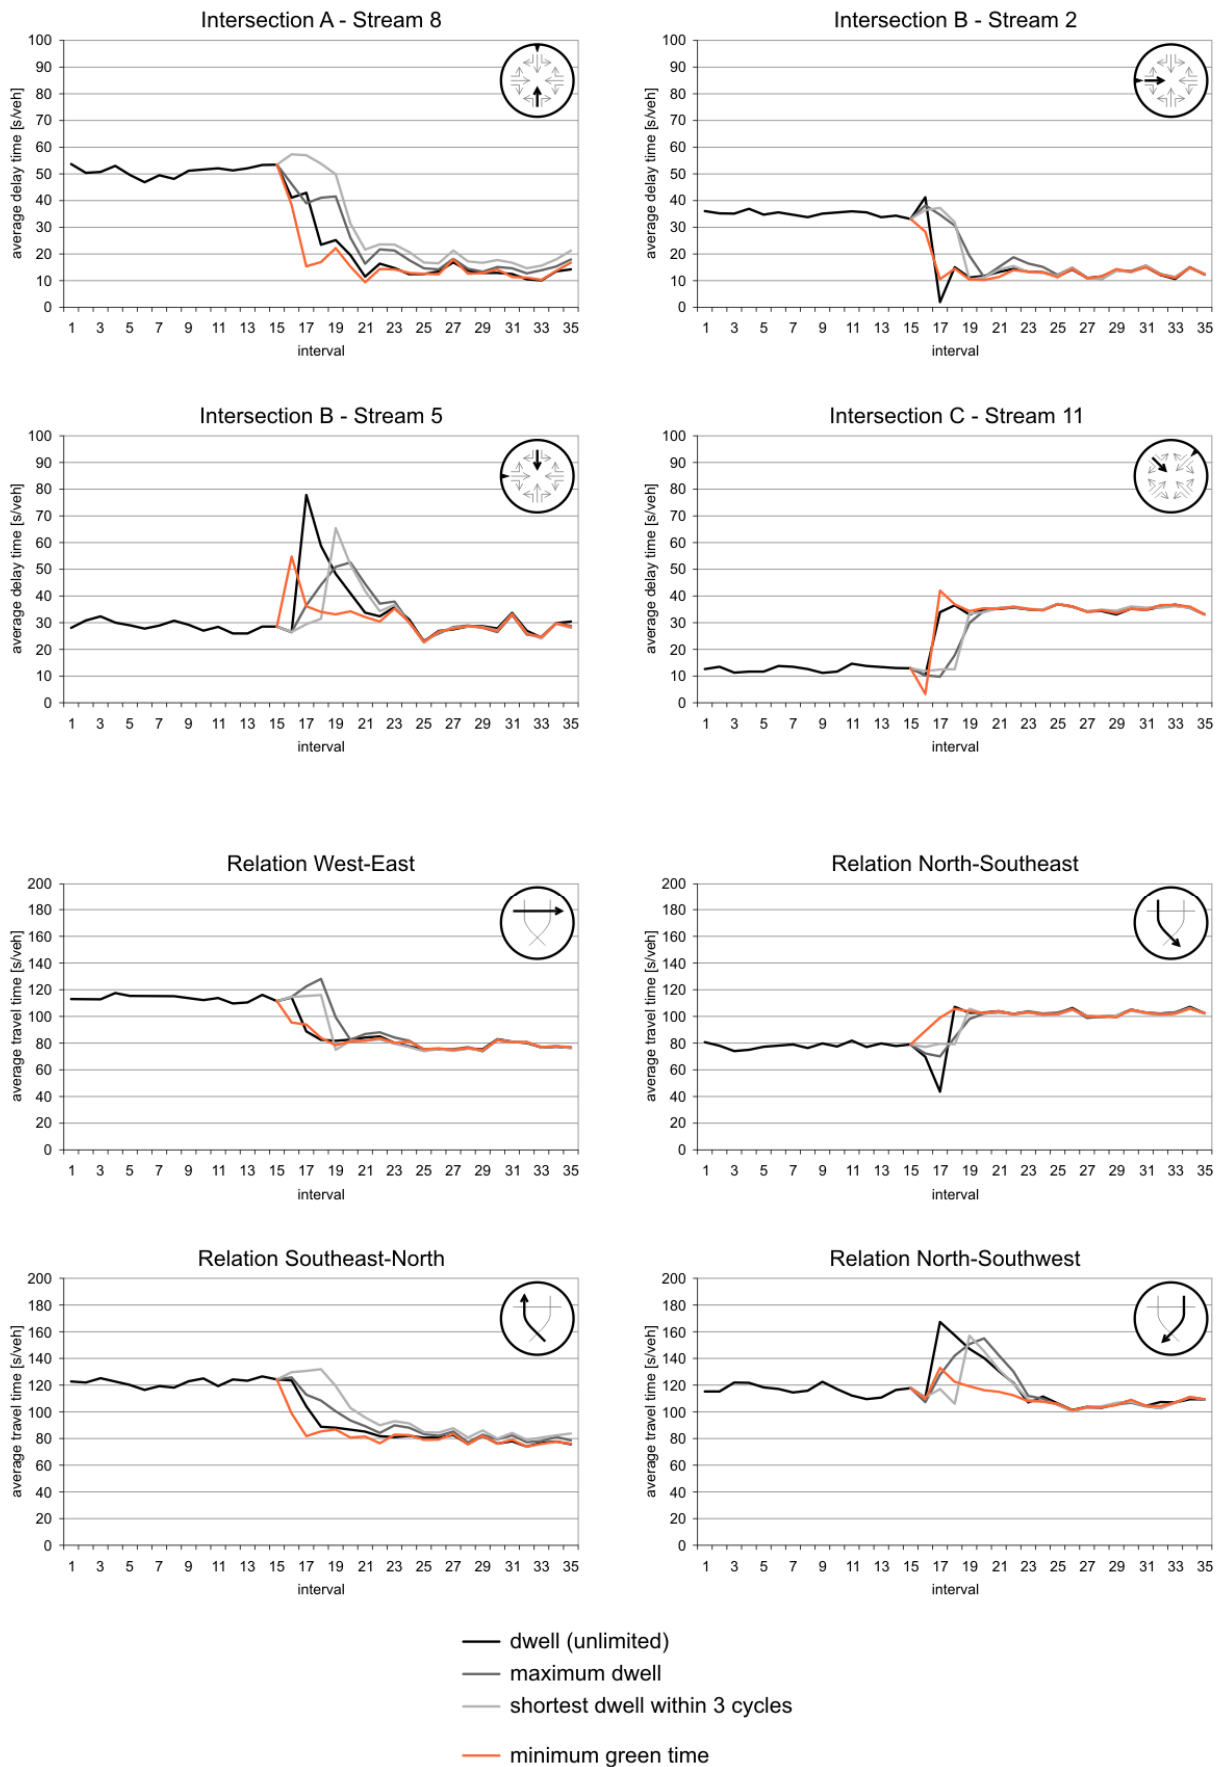 Intersection A - Stream 8
average delay time [s/veh]
100
90
80
70
60
50
40
30
20
10
0
1 3 5 7 9 11 13 15 17 19 21 23 25 27 29 31 33 35
interval
Intersection B - Stream 2
average delay time [s/veh]
100
90
80
70
60
50
40
30
20
10
0
1 3 5 7 9 11 13 15 17 19 21 23 25 27 29 31 33 35
interval
Intersection B - Stream 5
average delay time [s/veh]
100
90
80
70
60
50
40
30
20
10
0
1 3 5 7 9 11 13 15 17 19 21 23 25 27 29 31 33 35
interval
Intersection C - Stream 11
average delay time [s/veh]
100
90
80
70
60
50
40
30
20
10
0
1 3 5 7 9 11 13 15 17 19 21 23 25 27 29 31 33 35
interval
Relation West-East
average travel time [s/veh]
200
180
160
140
120
100
80
60
40
20
0
1 3 5 7 9 11 13 15 17 19 21 23 25 27 29 31 33 35
interval
Relation North-Southeast
average travel time [s/veh]
200
180
160
140
120
100
80
60
40
20
0
1 3 5 7 9 11 13 15 17 19 21 23 25 27 29 31 33 35
interval
Relation Southeast-North
average travel time [s/veh]
200
180
160
140
120
100
80
60
40
20
0
1 3 5 7 9 11 13 15 17 19 21 23 25 27 29 31 33 35
interval
Relation North-Southwest
average travel time [s/veh]
200
180
160
140
120
100
80
60
40
20
0
1 3 5 7 9 11 13 15 17 19 21 23 25 27 29 31 33 35
interval
dwell (unlimited)
maximum dwell
shortest dwell within 3 cycles
minimum green time